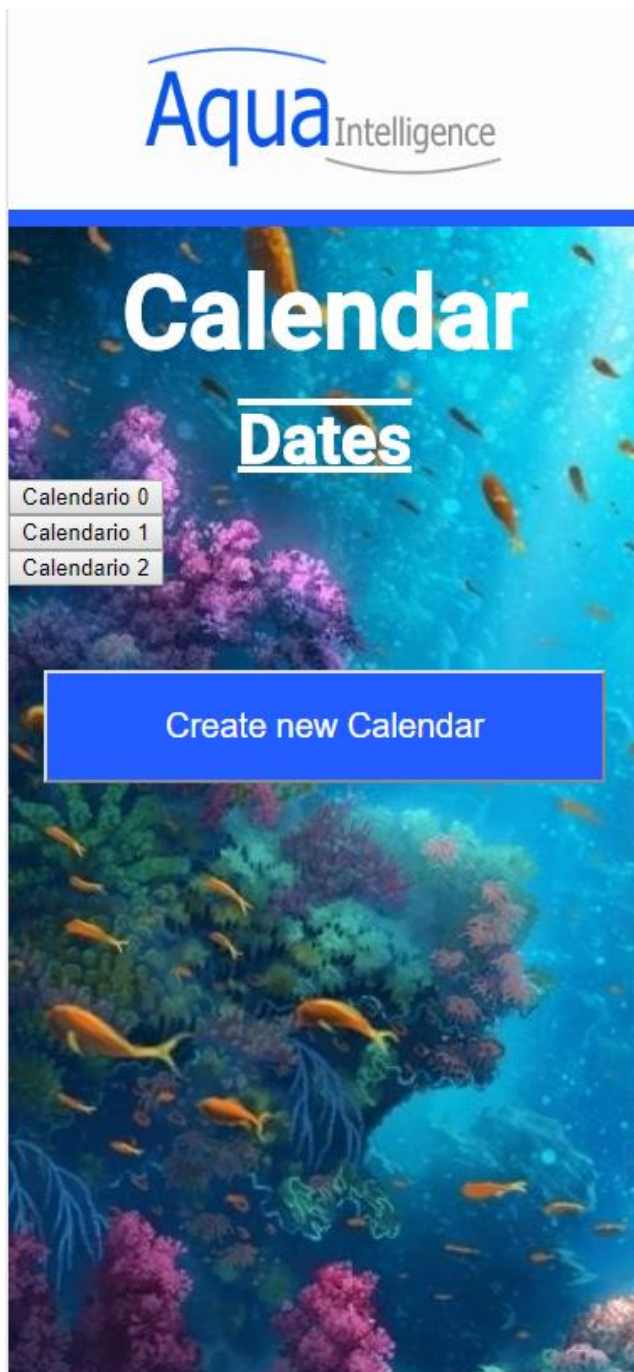 Aqua Intelligence
Calendar
Dates
Calendario 0
Calendario 1
Calendario 2
Create new Calendar